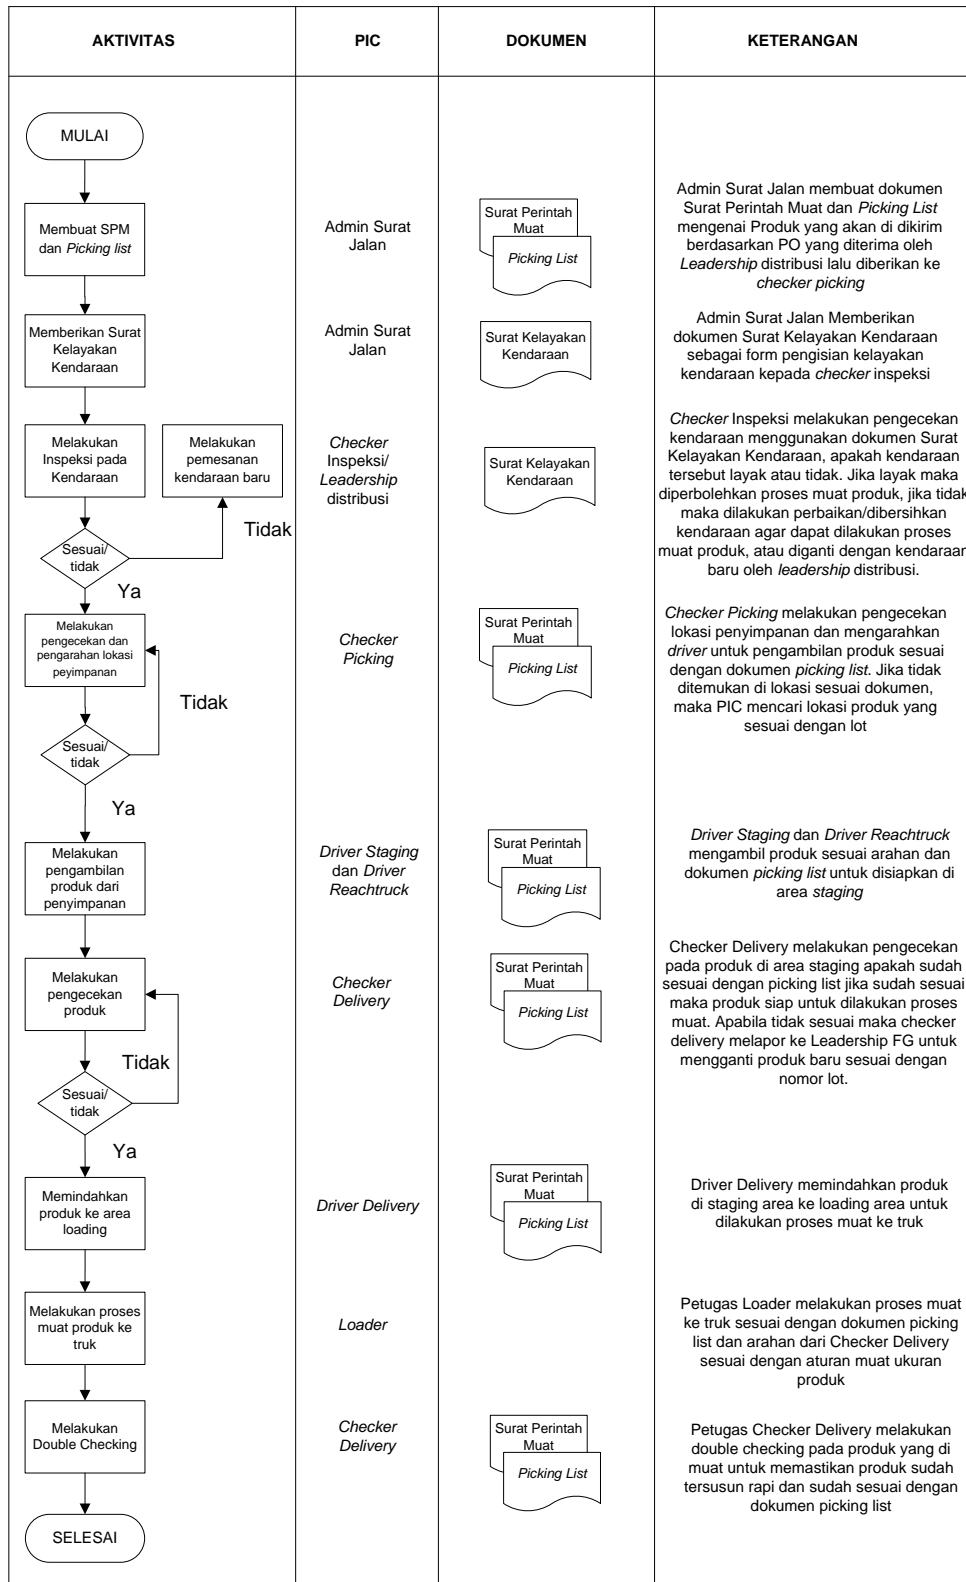 AKTIVITAS
PIC
DOKUMEN
KETERANGAN
MULAI
Membuat SPM
dan Picking list
Admin Surat
Jalan
Surat Perintah
Muat
Picking List
Admin Surat Jalan membuat dokumen
Surat Perintah Muat dan Picking List
mengenai Produk yang akan di dikirim
berdasarkan PO yang diterima oleh
Leadership distribusi lalu diberikan ke
checker picking
Memberikan Surat
Kelayakan
Kendaraan
Admin Surat
Jalan
Surat Kelayakan
Kendaraan
Admin Surat Jalan Memberikan
dokumen Surat Kelayakan Kendaraan
sebagai form pengisian kelayakan
kendaraan kepada checker inspeksi
Melakukan
Inspeksi pada
Kendaraan
Melakukan
pemesanan
kendaraan baru
Tidak
Sesuai/
tidak
Ya
Checker
Inspeksi/
Leadership
distribusi
Surat Kelayakan
Kendaraan
Checker Inspeksi melakukan pengecekan
kendaraan menggunakan dokumen Surat
Kelayakan Kendaraan, apakah kendaraan
tersebut layak atau tidak. Jika layak maka
diperbolehkan proses muat produk, jika tidak
maka dilakukan perbaikan/dibersihkan
kendaraan agar dapat dilakukan proses
muat produk, atau diganti dengan kendaraan
baru oleh leadership distribusi.
Melakukan
pengecekan dan
pengarahan lokasi
peyimpanan
Tidak
Sesuai/
tidak
Ya
Checker
Picking
Surat Perintah
Muat
Picking List
Checker Picking melakukan pengecekan
lokasi penyimpanan dan mengarahkan
driver untuk pengambilan produk sesuai
dengan dokumen picking list. Jika tidak
ditemukan di lokasi sesuai dokumen,
maka PIC mencari lokasi produk yang
sesuai dengan lot
Melakukan
pengambilan
produk dari
penyimpanan
Driver Staging
dan Driver
Reachtruck
Surat Perintah
Muat
Picking List
Driver Staging dan Driver Reachtruck
mengambil produk sesuai arahan dan
dokumen picking list untuk disiapkan di
area staging
Melakukan
pengecekan
produk
Tidak
Sesuai/
tidak
Ya
Checker
Delivery
Surat Perintah
Muat
Picking List
Checker Delivery melakukan pengecekan
pada produk di area staging apakah sudah
sesuai dengan picking list jika sudah sesuai
maka produk siap untuk dilakukan proses
muat. Apabila tidak sesuai maka checker
delivery melapor ke Leadership FG untuk
mengganti produk baru sesuai dengan
nomor lot.
Memindahkan
produk ke area
loading
Driver Delivery
Surat Perintah
Muat
Picking List
Driver Delivery memindahkan produk
di staging area ke loading area untuk
dilakukan proses muat ke truk
Melakukan proses
muat produk ke
truk
Loader
Petugas Loader melakukan proses muat
ke truk sesuai dengan dokumen picking
list dan arahan dari Checker Delivery
sesuai dengan aturan muat ukuran
produk
Melakukan
Double Checking
Checker
Delivery
Surat Perintah
Muat
Picking List
Petugas Checker Delivery melakukan
double checking pada produk yang di
muat untuk memastikan produk sudah
tersusun rapi dan sudah sesuai dengan
dokumen picking list
SELESAI